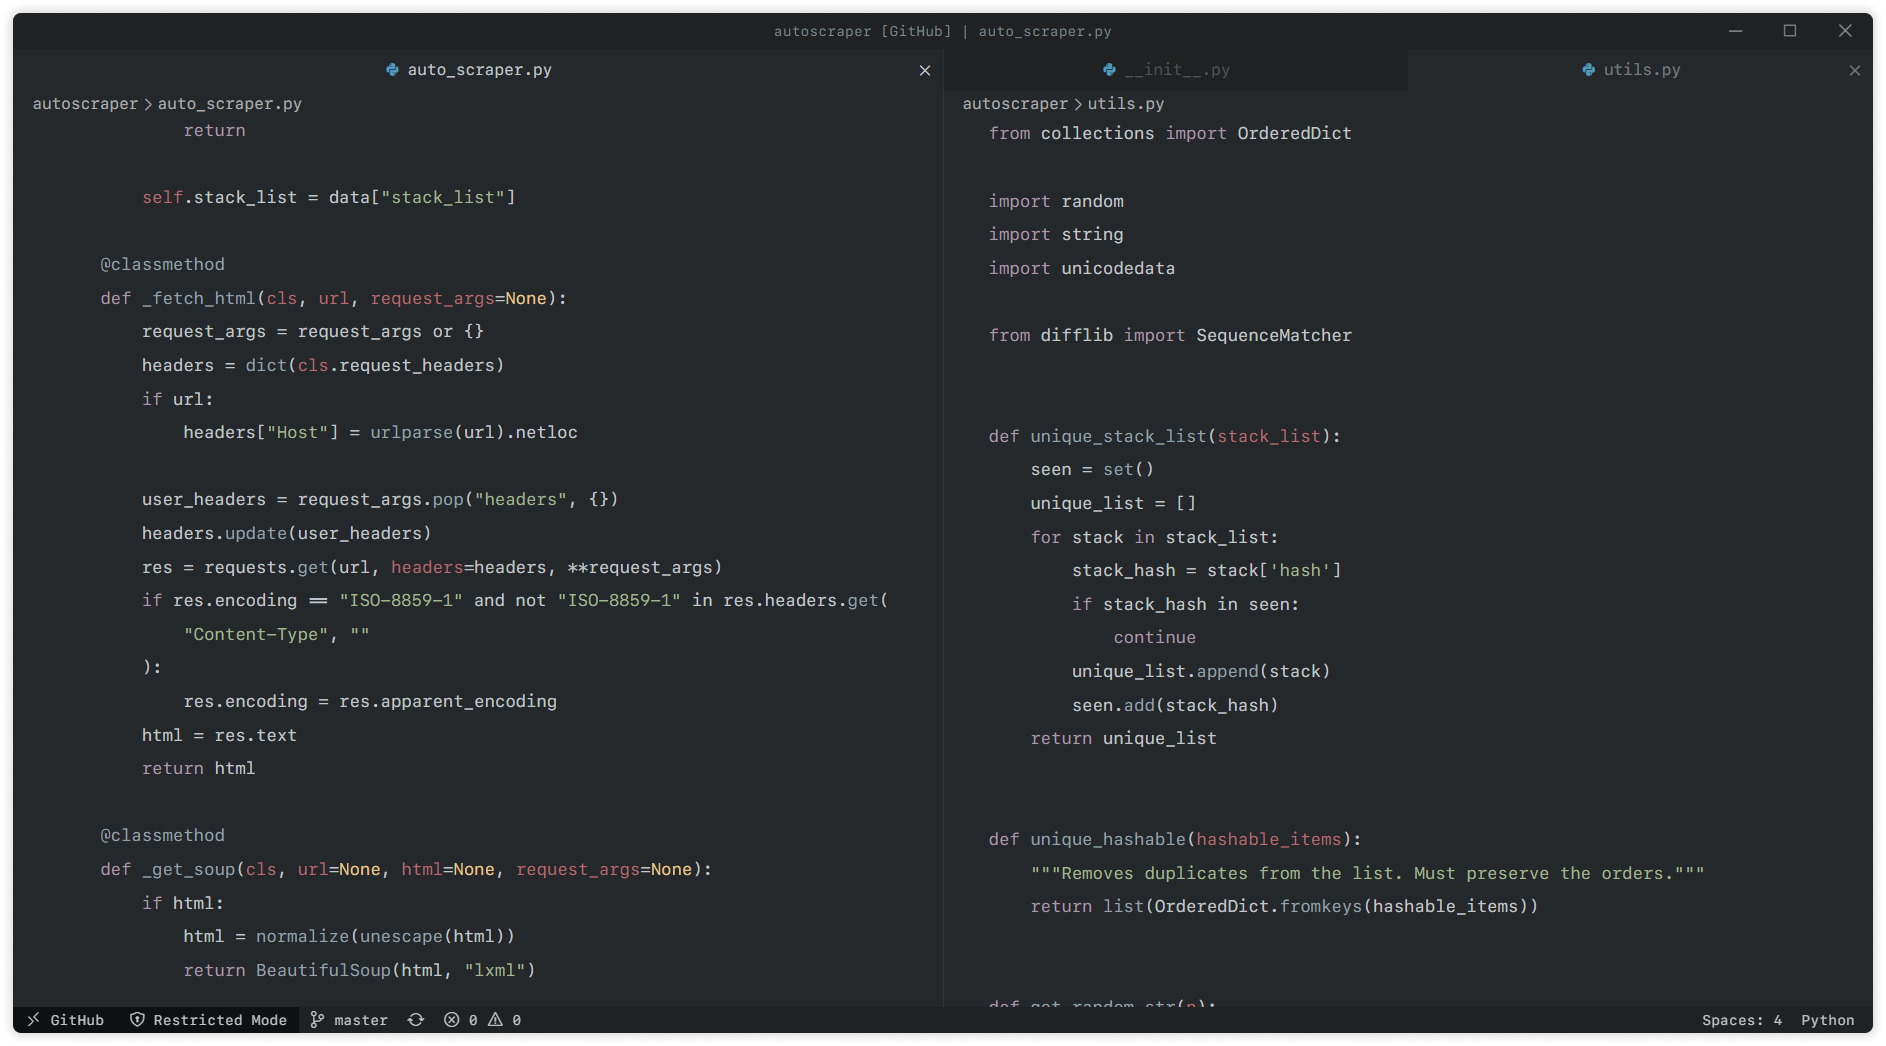 autoscraper [GitHub] | auto_scraper.py
auto_scraper.py
autoscraper > auto_scraper.py
            return

        self.stack_list = data["stack_list"]

    @classmethod
    def _fetch_html(cls, url, request_args=None):
        request_args = request_args or {}
        headers = dict(cls.request_headers)
        if url:
            headers["Host"] = urlparse(url).netloc

        user_headers = request_args.pop("headers", {})
        headers.update(user_headers)
        res = requests.get(url, headers=headers, **request_args)
        if res.encoding == "ISO-8859-1" and not "ISO-8859-1" in res.headers.get(
            "Content-Type", ""
        ):
            res.encoding = res.apparent_encoding
        html = res.text
        return html

    @classmethod
    def _get_soup(cls, url=None, html=None, request_args=None):
        if html:
            html = normalize(unescape(html))
            return BeautifulSoup(html, "lxml")
__init__.py
utils.py
autoscraper > utils.py
from collections import OrderedDict

import random
import string
import unicodedata

from difflib import SequenceMatcher


def unique_stack_list(stack_list):
    seen = set()
    unique_list = []
    for stack in stack_list:
        stack_hash = stack['hash']
        if stack_hash in seen:
            continue
        unique_list.append(stack)
        seen.add(stack_hash)
    return unique_list


def unique_hashable(hashable_items):
    """Removes duplicates from the list. Must preserve the orders."""
    return list(OrderedDict.fromkeys(hashable_items))


def get_random_str(n):
GitHub Restricted Mode master 0 0 Spaces: 4 Python